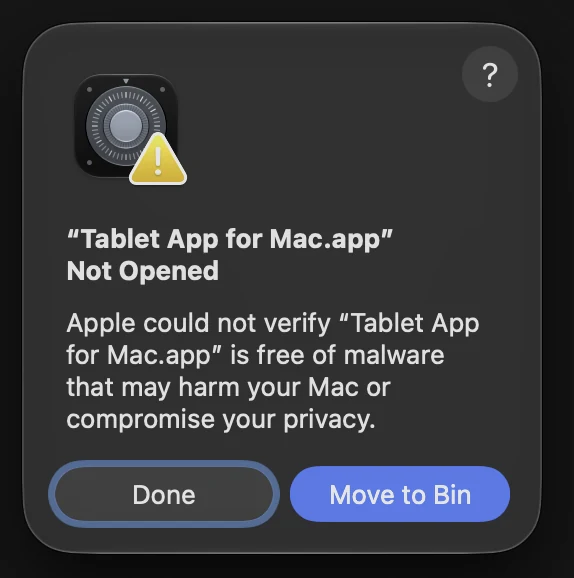 ?
“Tablet App for Mac.app”
Not Opened
Apple could not verify “Tablet App
for Mac.app” is free of malware
that may harm your Mac or
compromise your privacy.
Done
Move to Bin